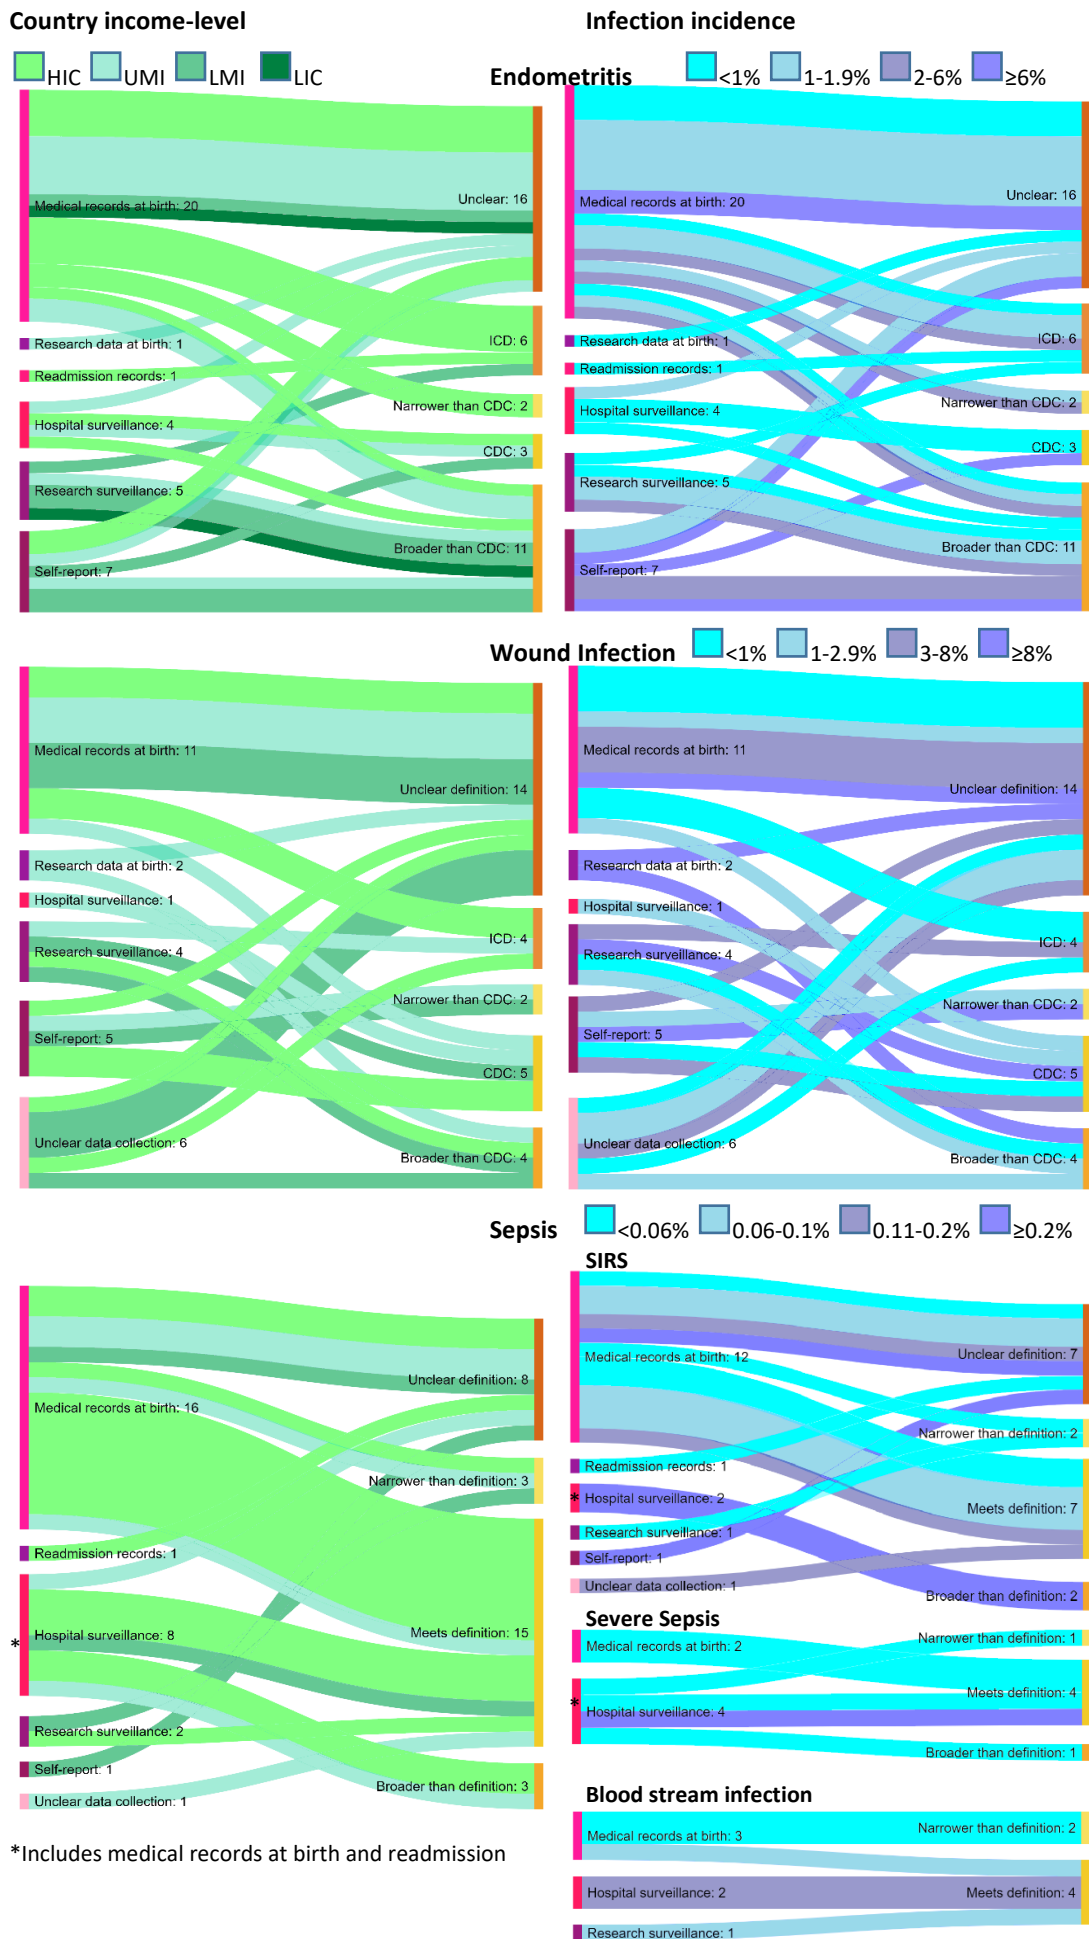 Country income-level
Infection incidence
HIC UMI LMI LIC
Endometritis
<1% 1-1.9% 2-6% ≥6%
Medical records at birth: 20
Research data at birth: 1
Readmission records: 1
Hospital surveillance: 4
Research surveillance: 5
Self-report: 7
Unclear: 16
ICD: 6
Narrower than CDC: 2
CDC: 3
Broader than CDC: 11
Medical records at birth: 20
Research data at birth: 1
Readmission records: 1
Hospital surveillance: 4
Research surveillance: 5
Self-report: 7
Unclear: 16
ICD: 6
Narrower than CDC: 2
CDC: 3
Broader than CDC: 11
Wound Infection
<1% 1-2.9% 3-8% ≥8%
Medical records at birth: 11
Research data at birth: 2
Hospital surveillance: 1
Research surveillance: 4
Self-report: 5
Unclear data collection: 6
Unclear definition: 14
ICD: 4
Narrower than CDC: 2
CDC: 5
Broader than CDC: 4
Medical records at birth: 11
Research data at birth: 2
Hospital surveillance: 1
Research surveillance: 4
Self-report: 5
Unclear data collection: 6
Unclear definition: 14
ICD: 4
Narrower than CDC: 2
CDC: 5
Broader than CDC: 4
Sepsis
<0.06% 0.06-0.1% 0.11-0.2% ≥0.2%
Medical records at birth: 16
Readmission records: 1
*
Hospital surveillance: 8
Research surveillance: 2
Self-report: 1
Unclear data collection: 1
Unclear definition: 8
Narrower than definition: 3
Meets definition: 15
Broader than definition: 3
SIRS
Medical records at birth: 12
Readmission records: 1
* Hospital surveillance: 2
Research surveillance: 1
Self-report: 1
Unclear data collection: 1
Unclear definition: 7
Narrower than definition: 2
Meets definition: 7
Broader than definition: 2
Severe Sepsis
Medical records at birth: 2
*
Hospital surveillance: 4
Narrower than definition: 1
Meets definition: 4
Broader than definition: 1
Blood stream infection
Medical records at birth: 3
Hospital surveillance: 2
Research surveillance: 1
Narrower than definition: 2
Meets definition: 4
*Includes medical records at birth and readmission